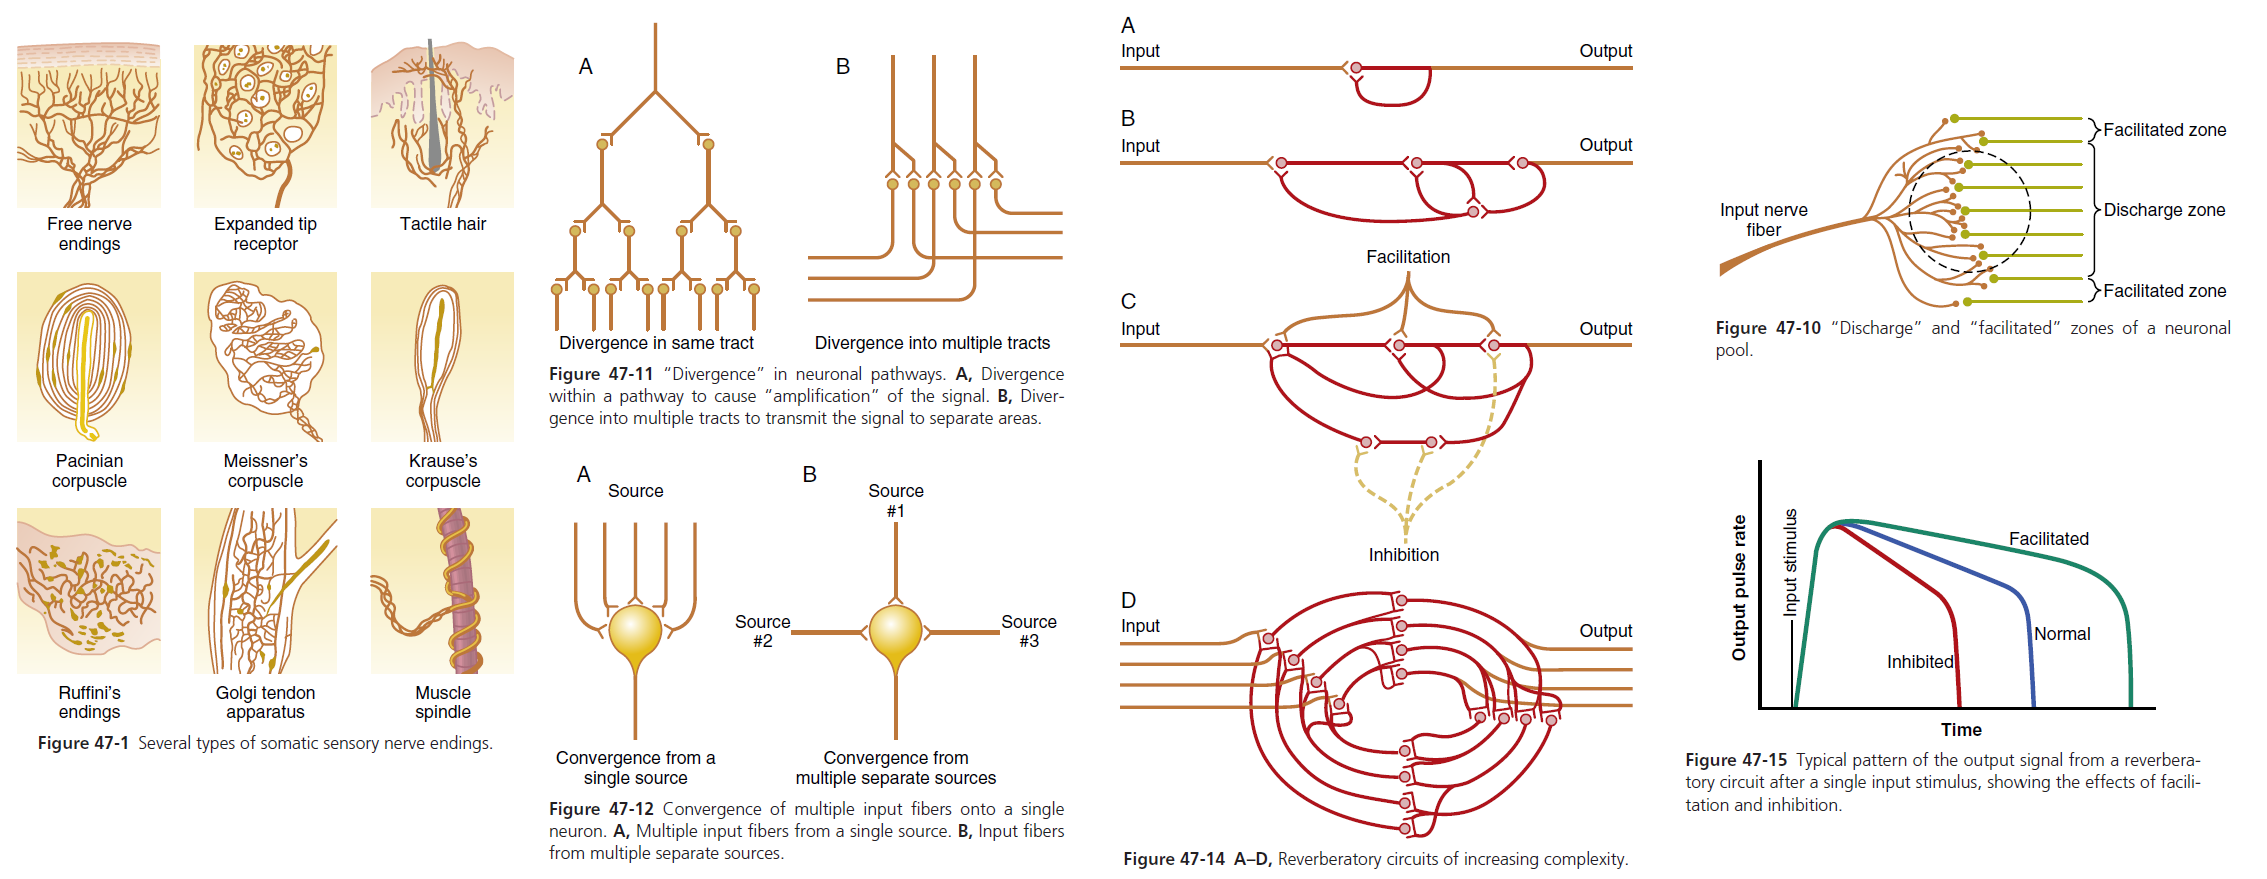 Free nerve
endings
Expanded tip
receptor
Tactile hair
Pacinian
corpuscle
Meissner's
corpuscle
Krause's
corpuscle
Ruffini's
endings
Golgi tendon
apparatus
Muscle
spindle
Figure 47-1 Several types of somatic sensory nerve endings.
A
B
Divergence in same tract
Divergence into multiple tracts
Figure 47-11 “Divergence” in neuronal pathways. A, Divergence
within a pathway to cause “amplification” of the signal. B, Diver-
gence into multiple tracts to transmit the signal to separate areas.
A
Source
B
Source
#1
Source
#2
Source
#3
Convergence from a
single source
Convergence from
multiple separate sources
Figure 47-12 Convergence of multiple input fibers onto a single
neuron. A, Multiple input fibers from a single source. B, Input fibers
from multiple separate sources.
A
Input
Output
B
Input
Output
Facilitation
C
Input
Output
Inhibition
D
Input
Output
Figure 47-14 A–D, Reverberatory circuits of increasing complexity.
Input nerve
fiber
Facilitated zone
Discharge zone
Facilitated zone
Figure 47-10 “Discharge” and “facilitated” zones of a neuronal
pool.
Output pulse rate
Input stimulus
Facilitated
Normal
Inhibited
Time
Figure 47-15 Typical pattern of the output signal from a reverbera-
tory circuit after a single input stimulus, showing the effects of facili-
tation and inhibition.